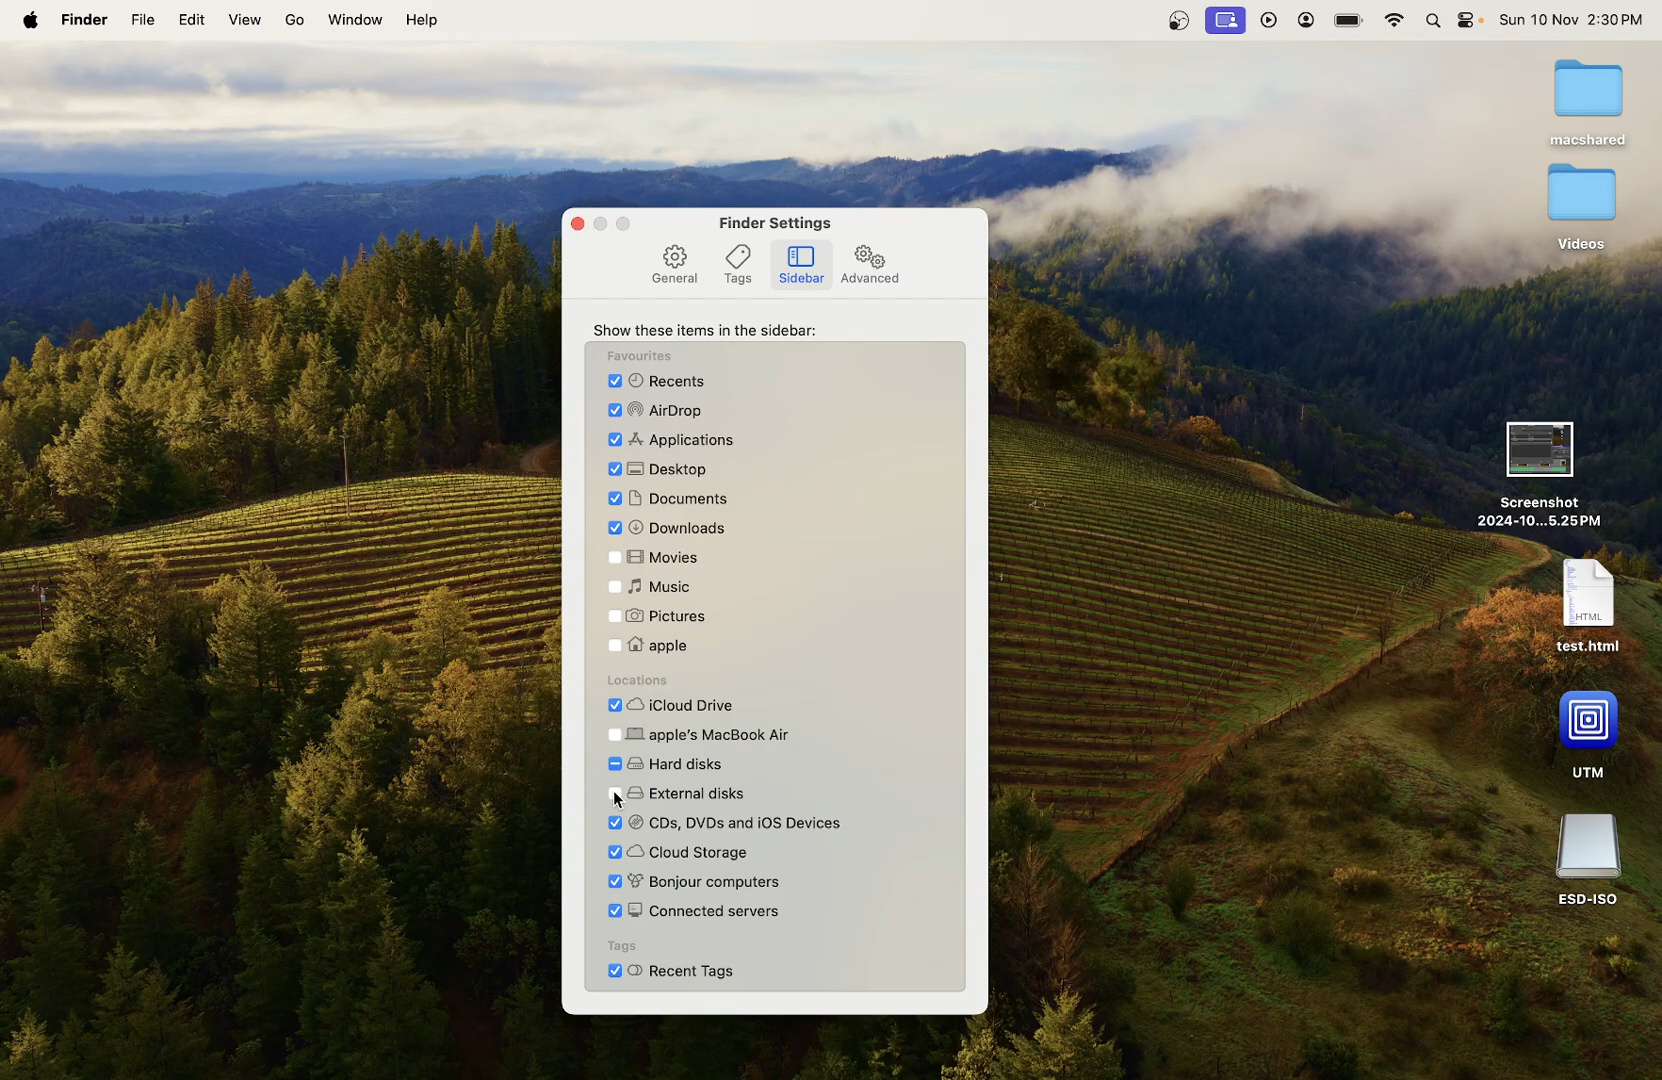 Finder File Edit View Go Window Help Sun 10 Nov 2:30 PM
macshared
Videos
Finder Settings
General Tags Sidebar Advanced
Show these items in the sidebar:
Favourites
Recents
AirDrop
Applications
Desktop
Documents
Downloads
Movies
Music
Pictures
apple
Locations
iCloud Drive
apple's MacBook Air
Hard disks
External disks
CDs, DVDs and iOS Devices
Cloud Storage
Bonjour computers
Connected servers
Tags
Recent Tags
Screenshot
2024-10...5.25 PM
HTML
test.html
UTM
ESD-ISO